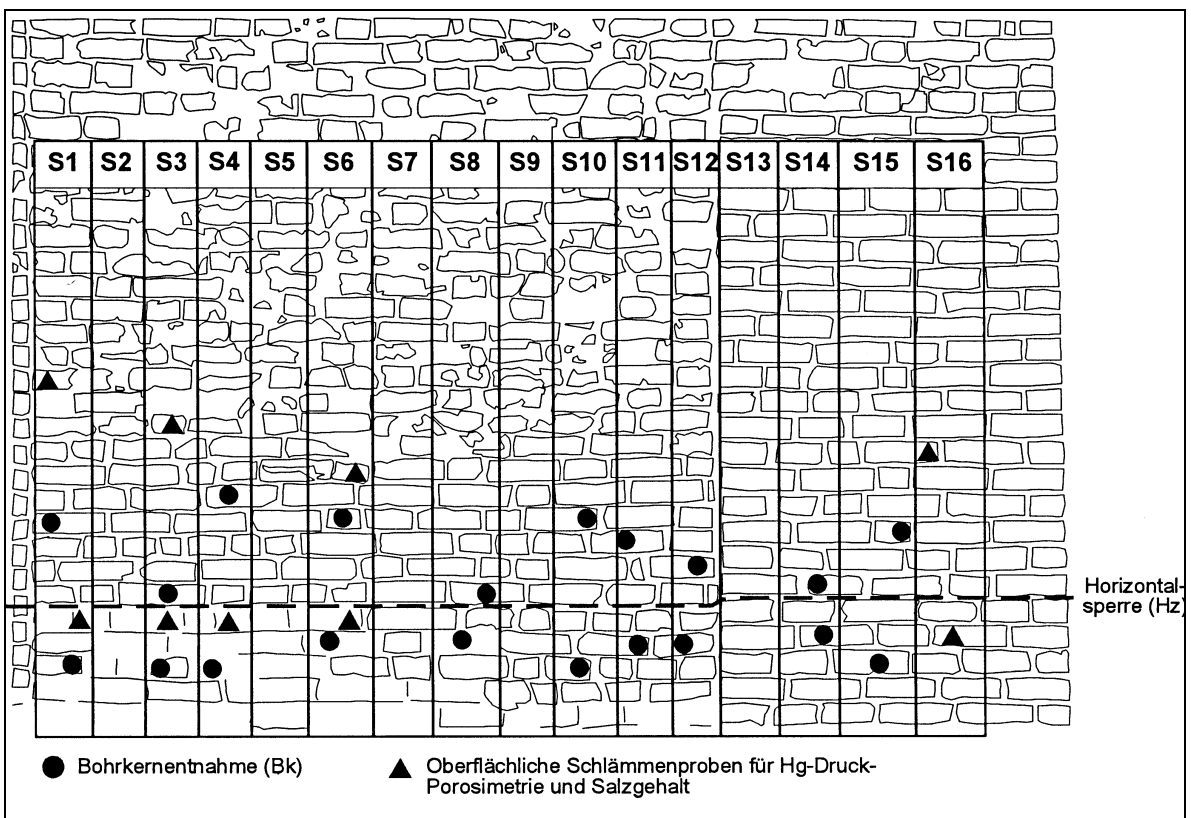 S1 S2 S3 S4 S5 S6 S7 S8 S9 S10 S11 S12 S13 S14 S15 S16
Horizontal-
sperre (Hz)
Bohrkernentnahme (Bk)
Oberflächliche Schlämmenproben für Hg-Druck-
Porosimetrie und Salzgehalt